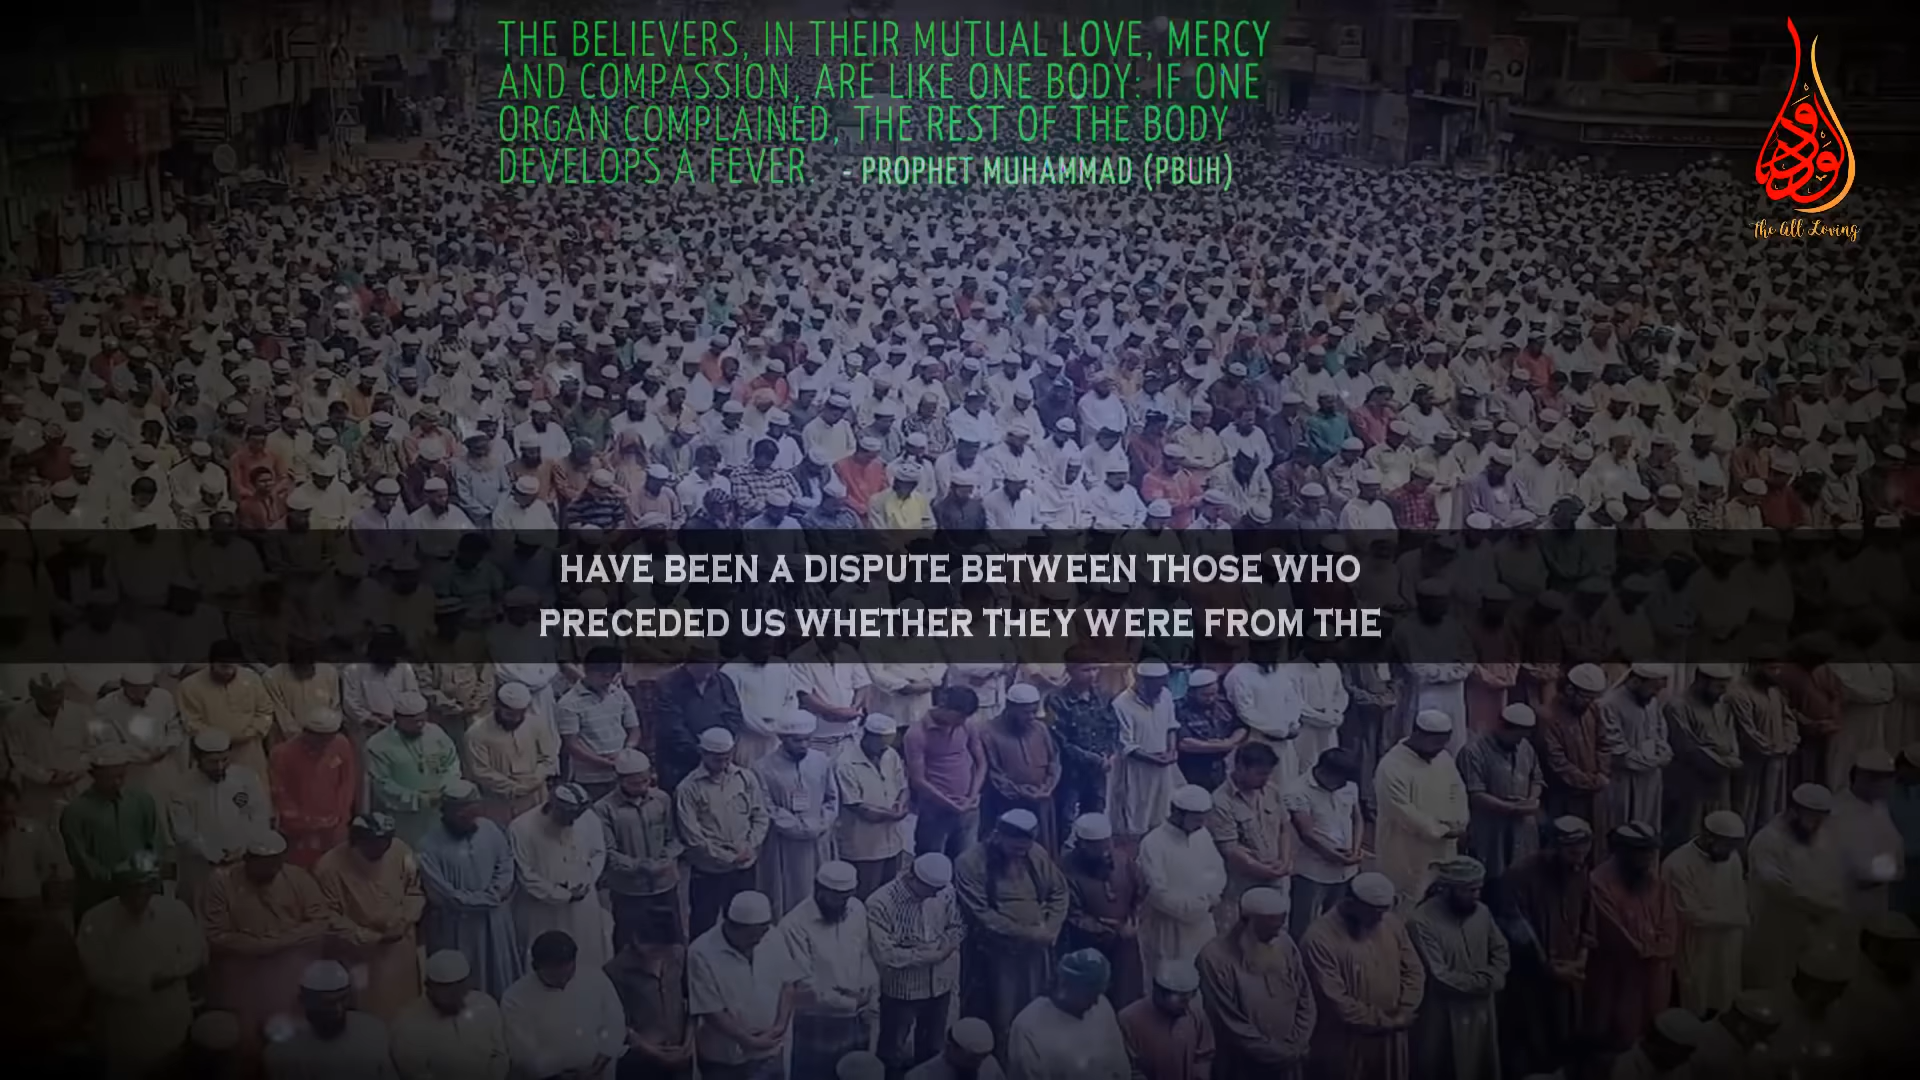 THE BELIEVERS, IN THEIR MUTUAL LOVE, MERCY
AND COMPASSION, ARE LIKE ONE BODY: IF ONE
ORGAN COMPLAINED, THE REST OF THE BODY
DEVELOPS A FEVER. - PROPHET MUHAMMAD (PBUH)
The All Loving
HAVE BEEN A DISPUTE BETWEEN THOSE WHO
PRECEDED US WHETHER THEY WERE FROM THE